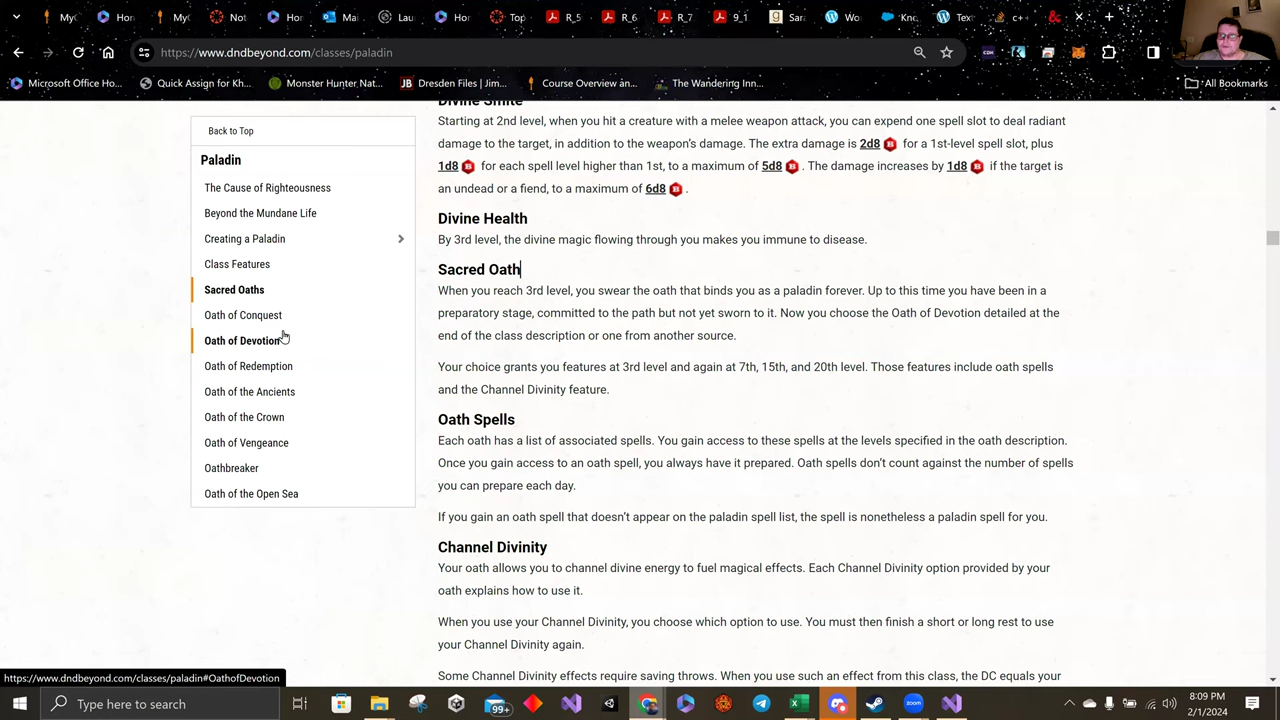 MyC
Hor
MyC
Not
Hor
Mai
Lau
Hor
Top
R_5
R_6
R_7
9_1
Sara
Wo
Knc
Text
c++
https://www.dndbeyond.com/classes/paladin
CDH
Microsoft Office Ho...
Quick Assign for Kh...
Monster Hunter Nat...
JB
Dresden Files | Jim...
Course Overview an...
The Wandering Inn...
All Bookmarks
Back to Top
Paladin
The Cause of Righteousness
Beyond the Mundane Life
Creating a Paladin
Class Features
Sacred Oaths
Oath of Conquest
Oath of Devotion
Oath of Redemption
Oath of the Ancients
Oath of the Crown
Oath of Vengeance
Oathbreaker
Oath of the Open Sea
Divine Smite
Starting at 2nd level, when you hit a creature with a melee weapon attack, you can expend one spell slot to deal radiant
damage to the target, in addition to the weapon's damage. The extra damage is 2d8 B for a 1st-level spell slot, plus
1d8 B for each spell level higher than 1st, to a maximum of 5d8 B . The damage increases by 1d8 B if the target is
an undead or a fiend, to a maximum of 6d8 B .
Divine Health
By 3rd level, the divine magic flowing through you makes you immune to disease.
Sacred Oath
When you reach 3rd level, you swear the oath that binds you as a paladin forever. Up to this time you have been in a
preparatory stage, committed to the path but not yet sworn to it. Now you choose the Oath of Devotion detailed at the
end of the class description or one from another source.
Your choice grants you features at 3rd level and again at 7th, 15th, and 20th level. Those features include oath spells
and the Channel Divinity feature.
Oath Spells
Each oath has a list of associated spells. You gain access to these spells at the levels specified in the oath description.
Once you gain access to an oath spell, you always have it prepared. Oath spells don't count against the number of spells
you can prepare each day.
If you gain an oath spell that doesn't appear on the paladin spell list, the spell is nonetheless a paladin spell for you.
Channel Divinity
Your oath allows you to channel divine energy to fuel magical effects. Each Channel Divinity option provided by your
oath explains how to use it.
When you use your Channel Divinity, you choose which option to use. You must then finish a short or long rest to use
your Channel Divinity again.
Some Channel Divinity effects require saving throws. When you use such an effect from this class, the DC equals your
https://www.dndbeyond.com/classes/paladin#OathofDevotion
Type here to search
99+
zoom
8:09 PM
2/1/2024